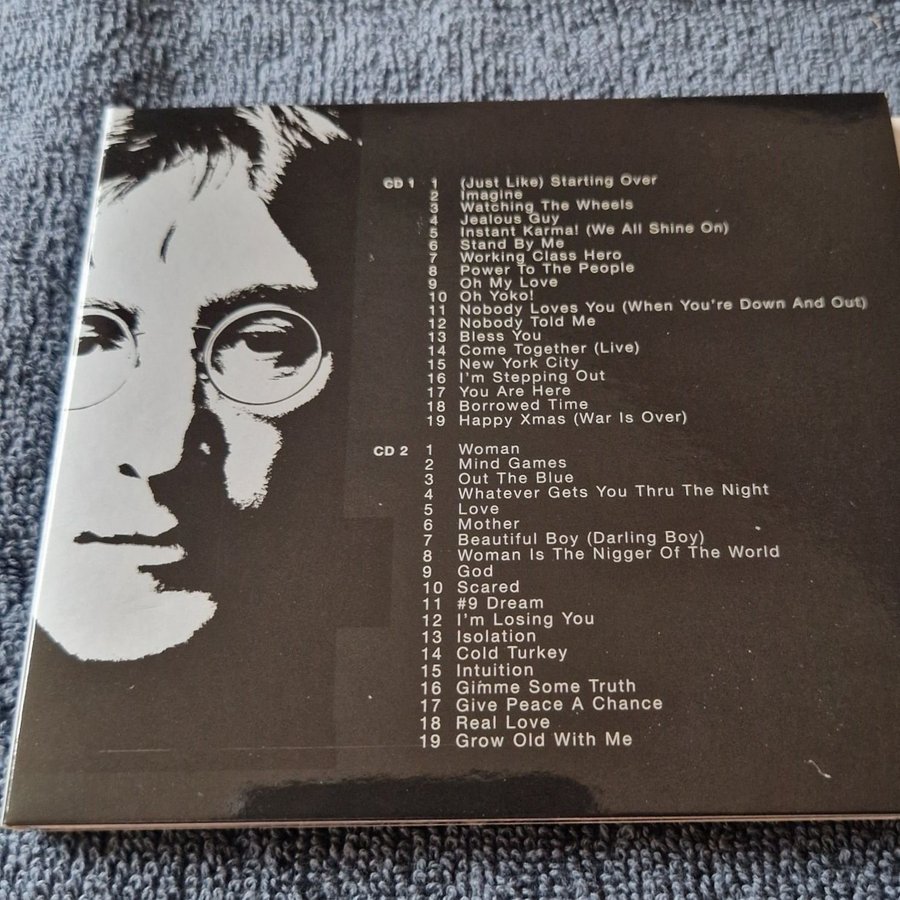 CD 1 1 (Just Like) Starting Over
2 Imagine
3 Watching The Wheels
4 Jealous Guy
5 Instant Karma! (We All Shine On)
6 Stand By Me
7 Working Class Hero
8 Power To The People
9 Oh My Love
10 Oh Yoko!
11 Nobody Loves You (When You're Down And Out)
12 Nobody Told Me
13 Bless You
14 Come Together (Live)
15 New York City
16 I'm Stepping Out
17 You Are Here
18 Borrowed Time
19 Happy Xmas (War Is Over)
CD 2 1 Woman
2 Mind Games
3 Out The Blue
4 Whatever Gets You Thru The Night
5 Love
6 Mother
7 Beautiful Boy (Darling Boy)
8 Woman Is The Nigger Of The World
9 God
10 Scared
11 #9 Dream
12 I'm Losing You
13 Isolation
14 Cold Turkey
15 Intuition
16 Gimme Some Truth
17 Give Peace A Chance
18 Real Love
19 Grow Old With Me